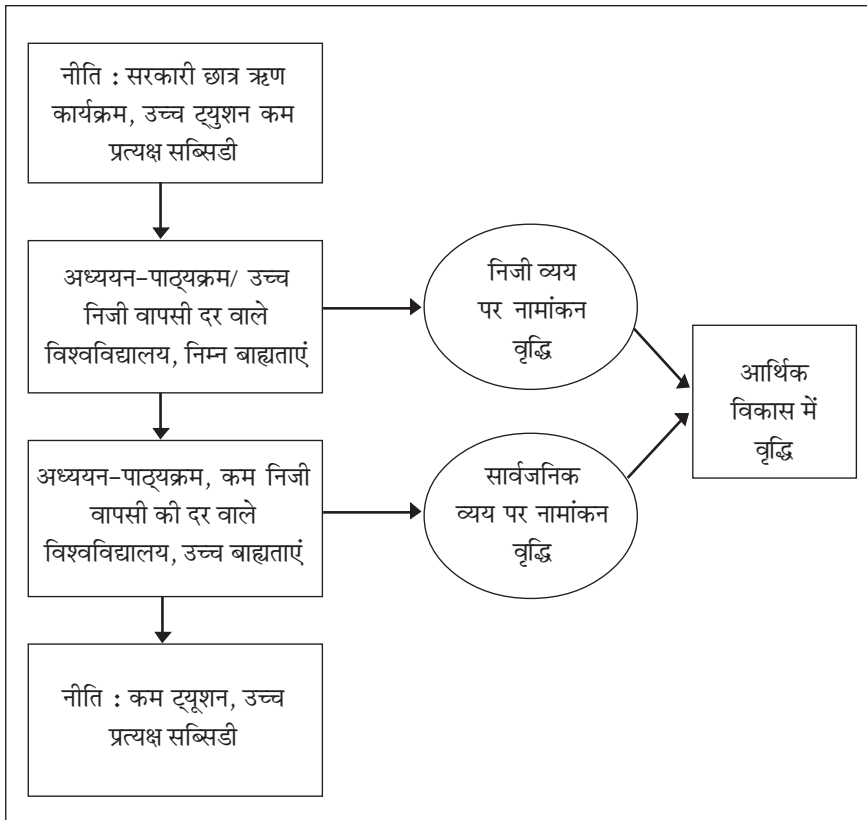 नीति : सरकारी छात्र ऋण
कार्यक्रम, उच्च ट्युशन कम
प्रत्यक्ष सब्सिडी
अध्ययन-पाठ्यक्रम/ उच्च
निजी वापसी दर वाले
विश्वविद्यालय, निम्न बाह्यताएं
निजी व्यय
पर नामांकन
वृद्धि
आर्थिक
विकास में
वृद्धि
अध्ययन-पाठ्यक्रम, कम निजी
वापसी की दर वाले
विश्वविद्यालय, उच्च बाह्यताएं
सार्वजनिक
व्यय पर नामांकन
वृद्धि
नीति : कम ट्यूशन, उच्च
प्रत्यक्ष सब्सिडी